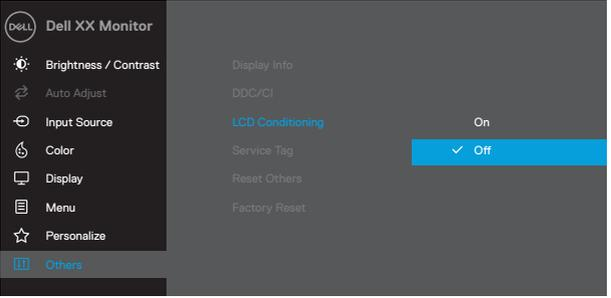 DELL
Dell XX Monitor
Brightness / Contrast
Auto Adjust
Input Source
Color
Display
Menu
Personalize
Others
Display Info
DDC/CI
LCD Conditioning
Service Tag
Reset Others
Factory Reset
On
Off